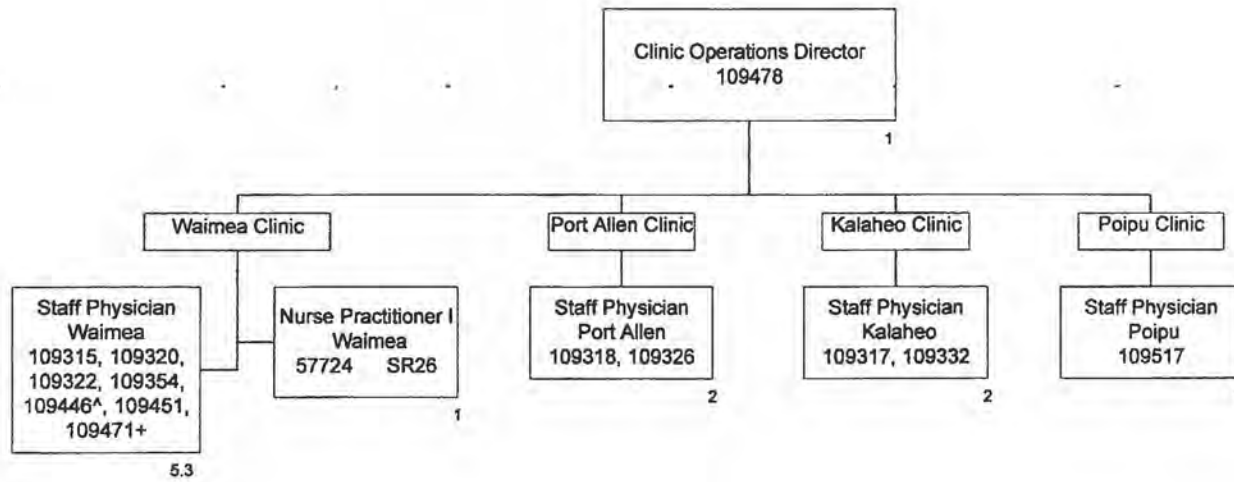 Clinic Operations Director
109478
1
Waimea Clinic
Port Allen Clinic
Kalaheo Clinic
Poipu Clinic
Staff Physician
Waimea
109315, 109320,
109322, 109354,
109446^, 109451,
109471+
5.3
Nurse Practitioner I
Waimea
57724 SR26
1
Staff Physician
Port Allen
109318, 109326
2
Staff Physician
Kalaheo
109317, 109332
2
Staff Physician
Poipu
109517